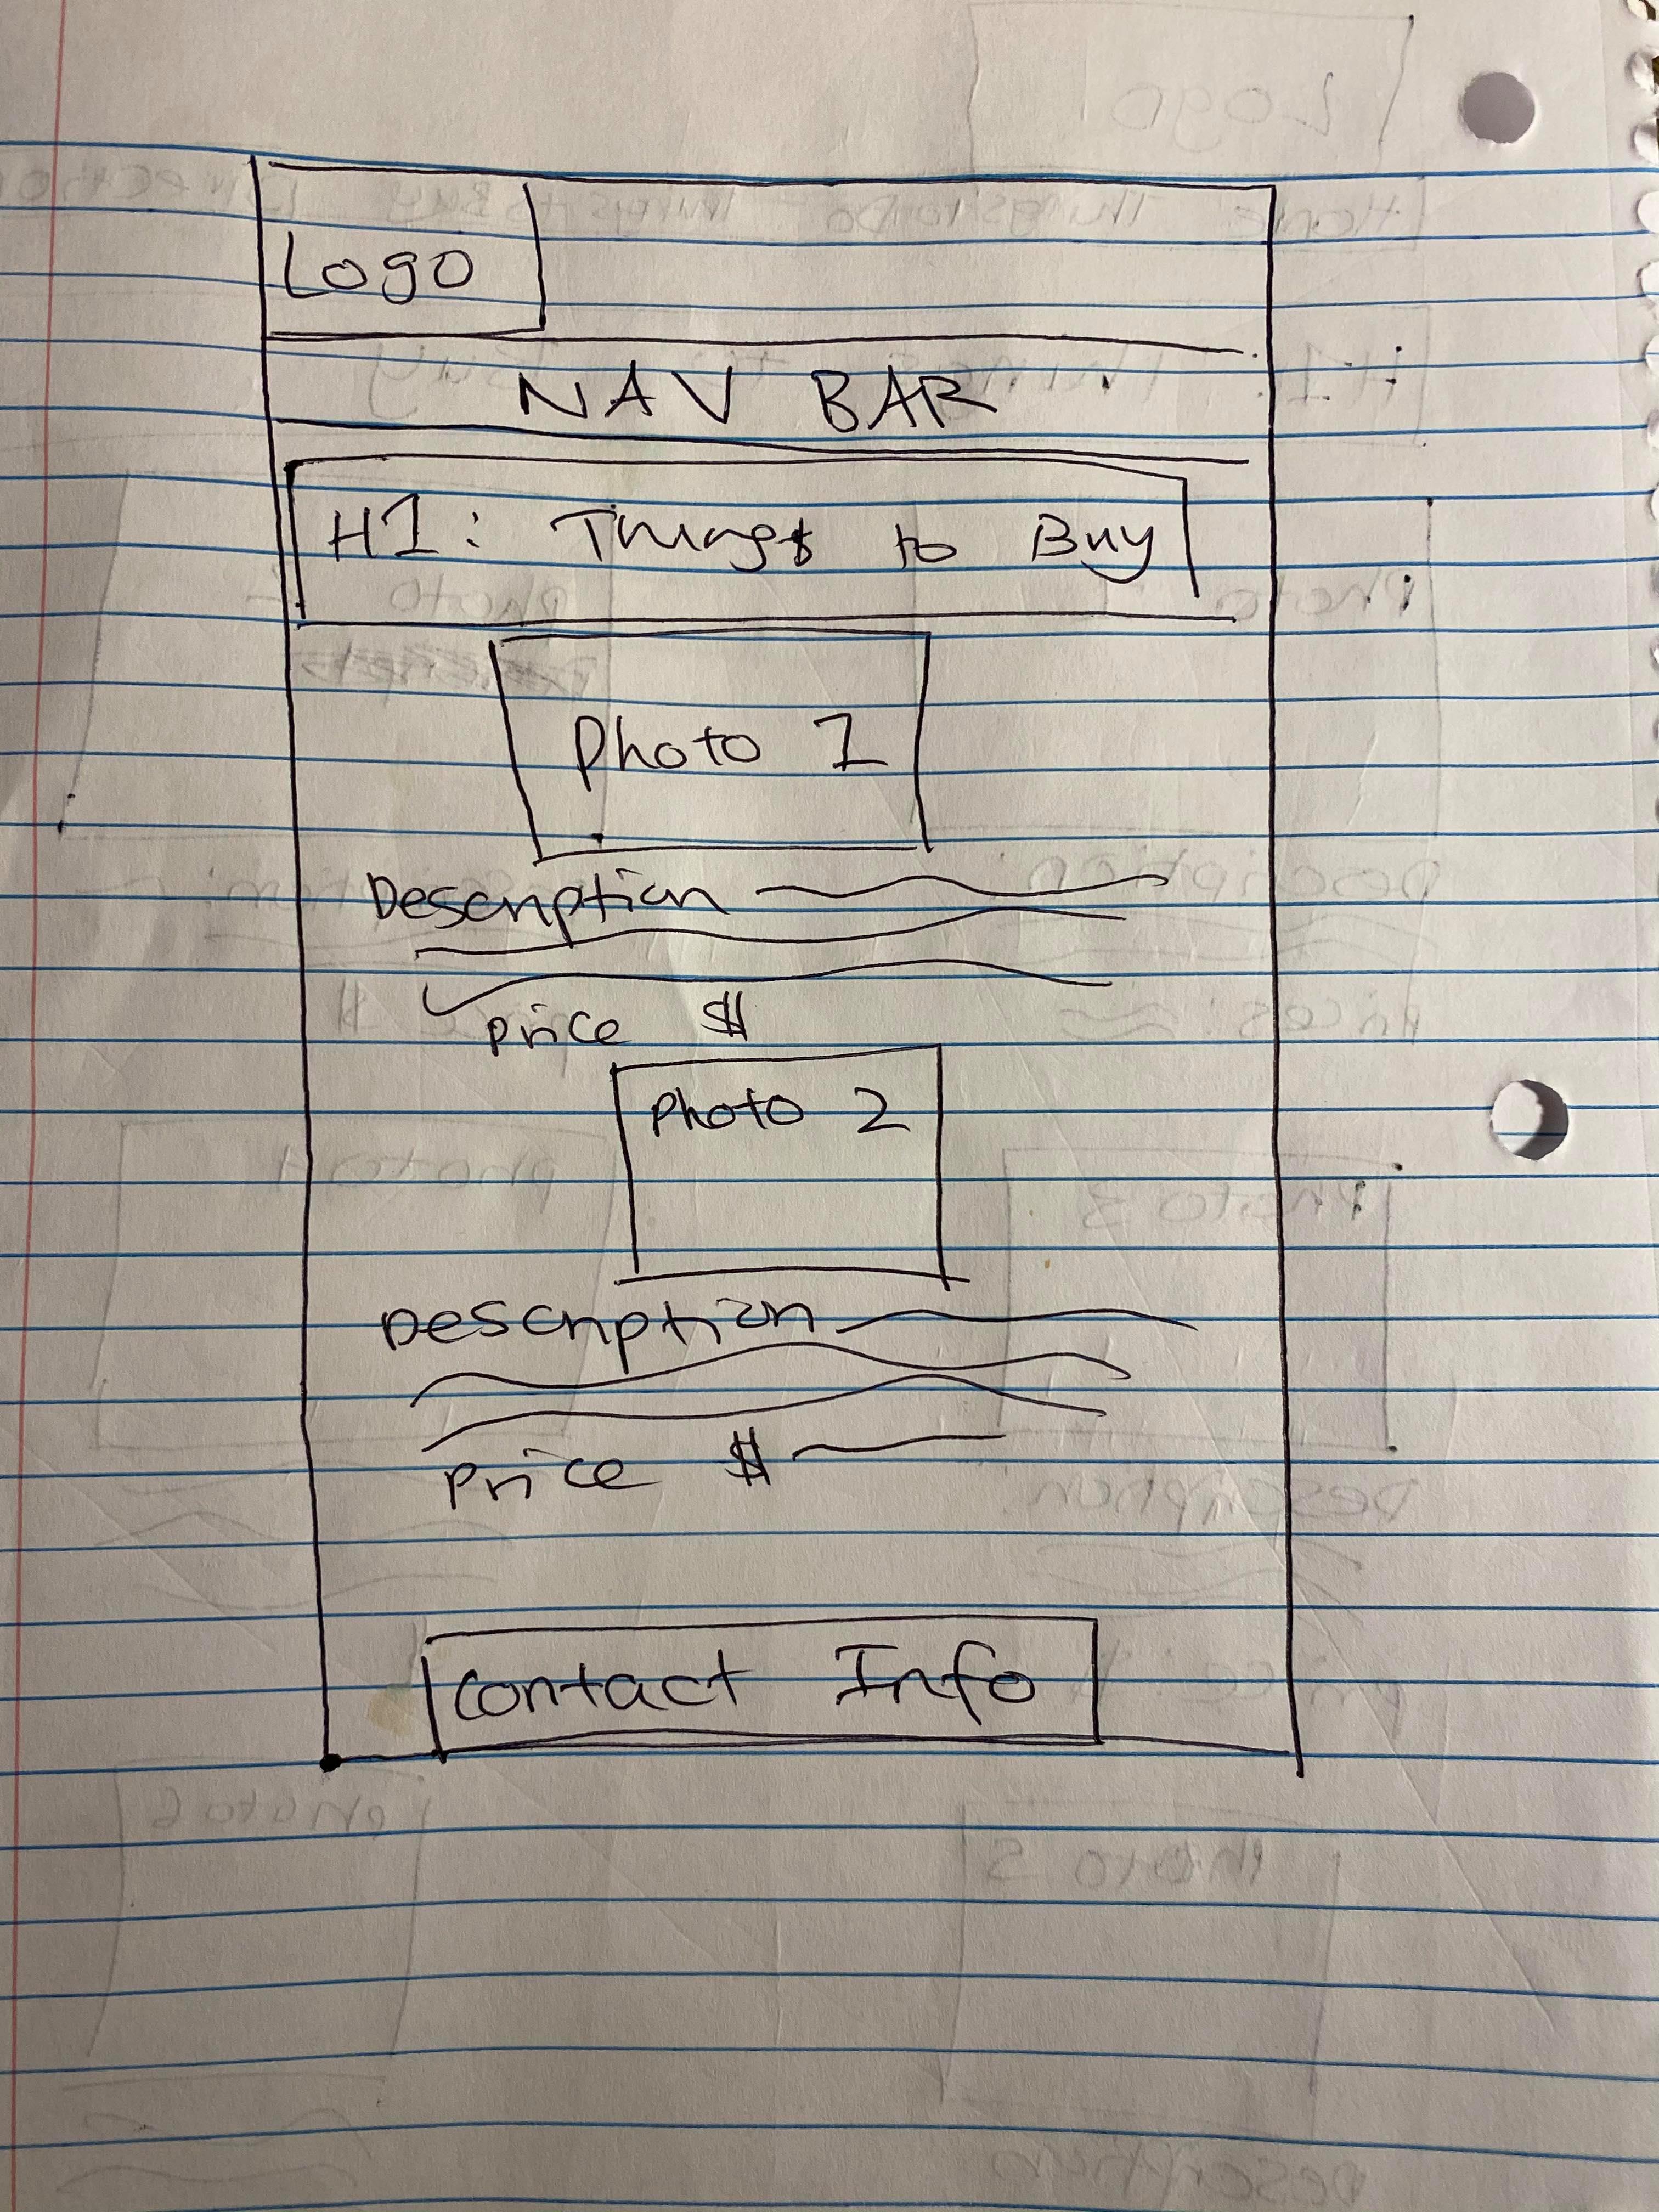 Logo
NAV BAR
H1: Things to Buy
Photo 1
Description
price $
Photo 2
Description
Price $
Contact Info